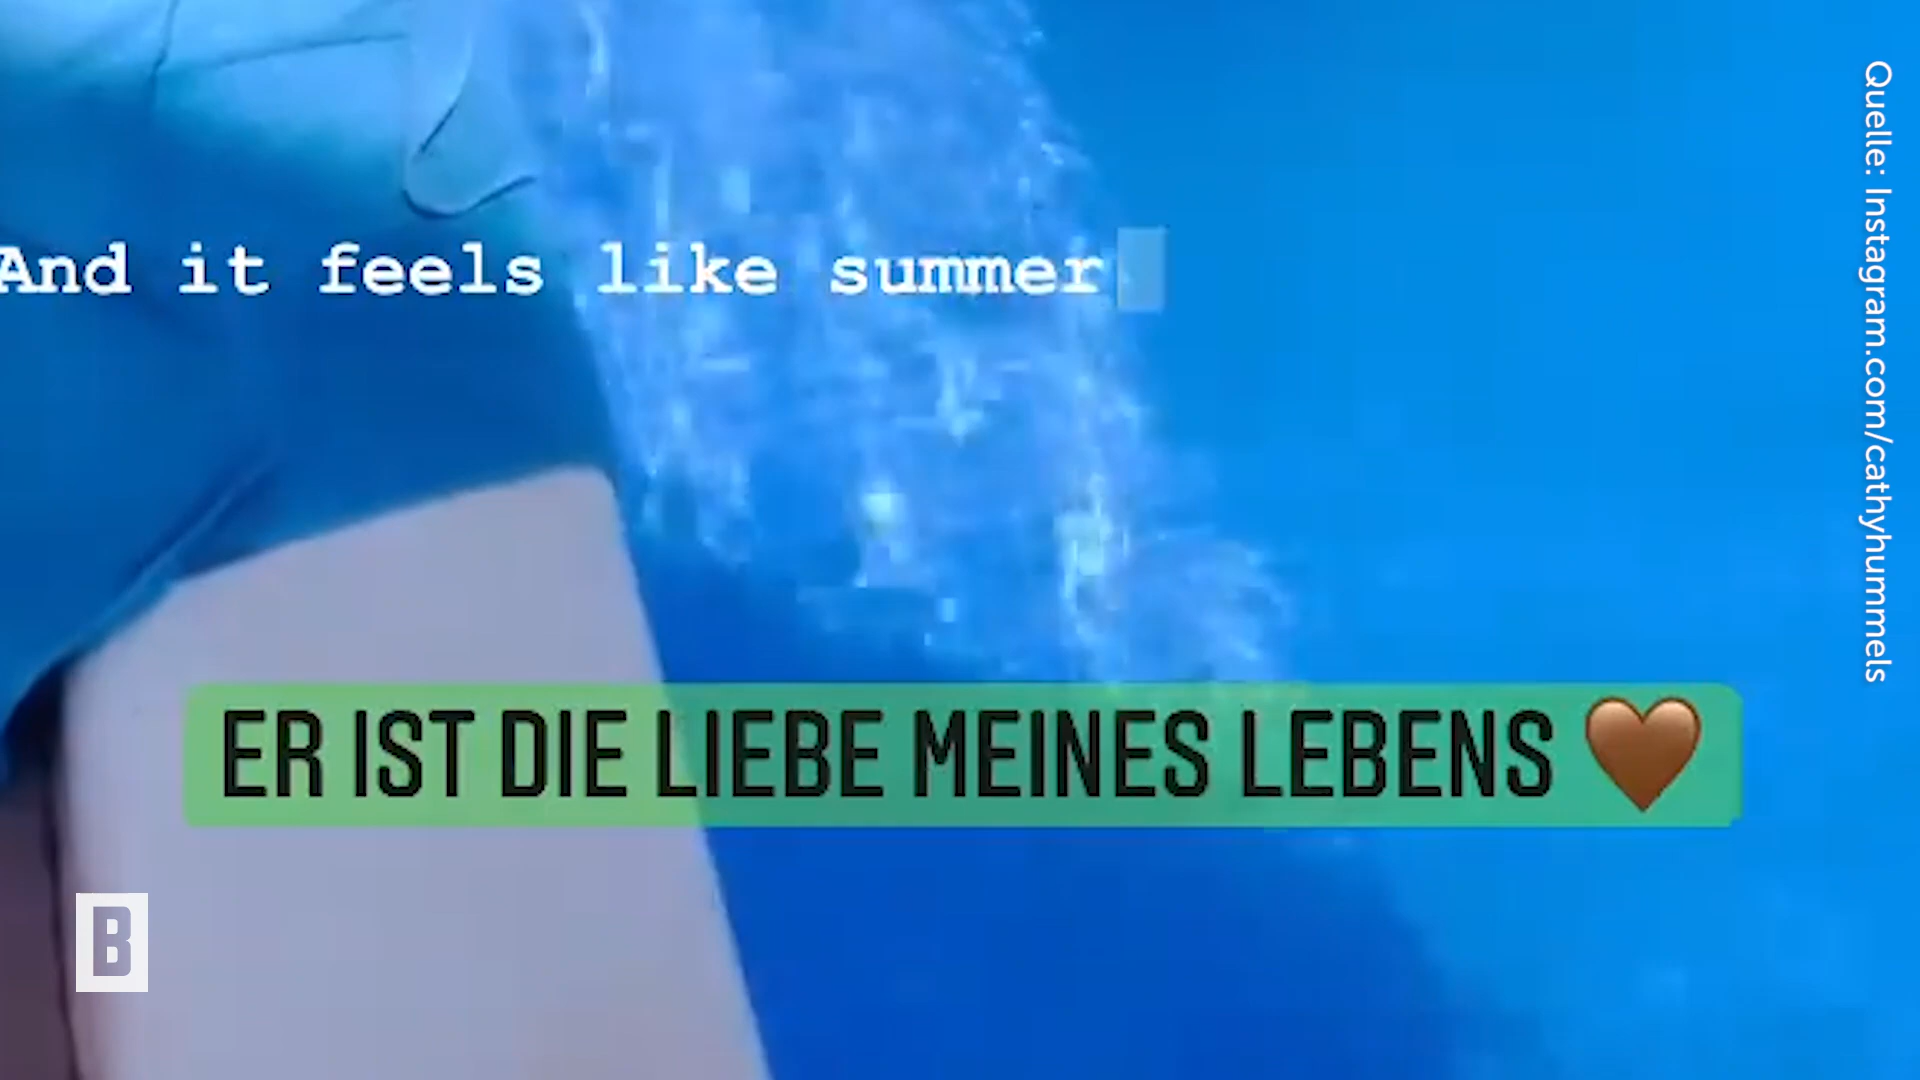 And it feels like summer
ER IST DIE LIEBE MEINES LEBENS 🤎
B
Quelle: Instagram.com/cathyhummels